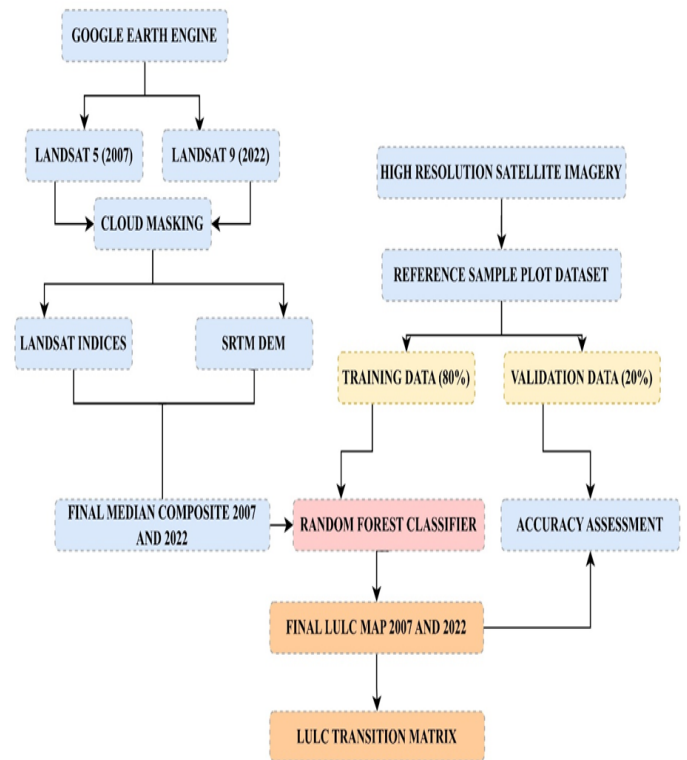 GOOGLE EARTH ENGINE
LANDSAT 5 (2007)
LANDSAT 9 (2022)
CLOUD MASKING
LANDSAT INDICES
SRTM DEM
FINAL MEDIAN COMPOSITE 2007
AND 2022
HIGH RESOLUTION SATELLITE IMAGERY
REFERENCE SAMPLE PLOT DATASET
TRAINING DATA (80%)
VALIDATION DATA (20%)
RANDOM FOREST CLASSIFIER
ACCURACY ASSESSMENT
FINAL LULC MAP 2007 AND 2022
LULC TRANSITION MATRIX